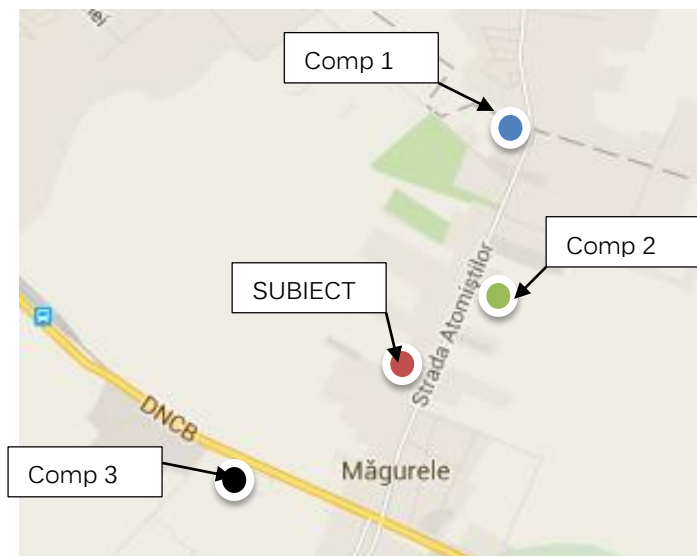 Comp 1
Comp 2
SUBIECT
Strada Atomiștilor
DNCB
Comp 3
Măgurele